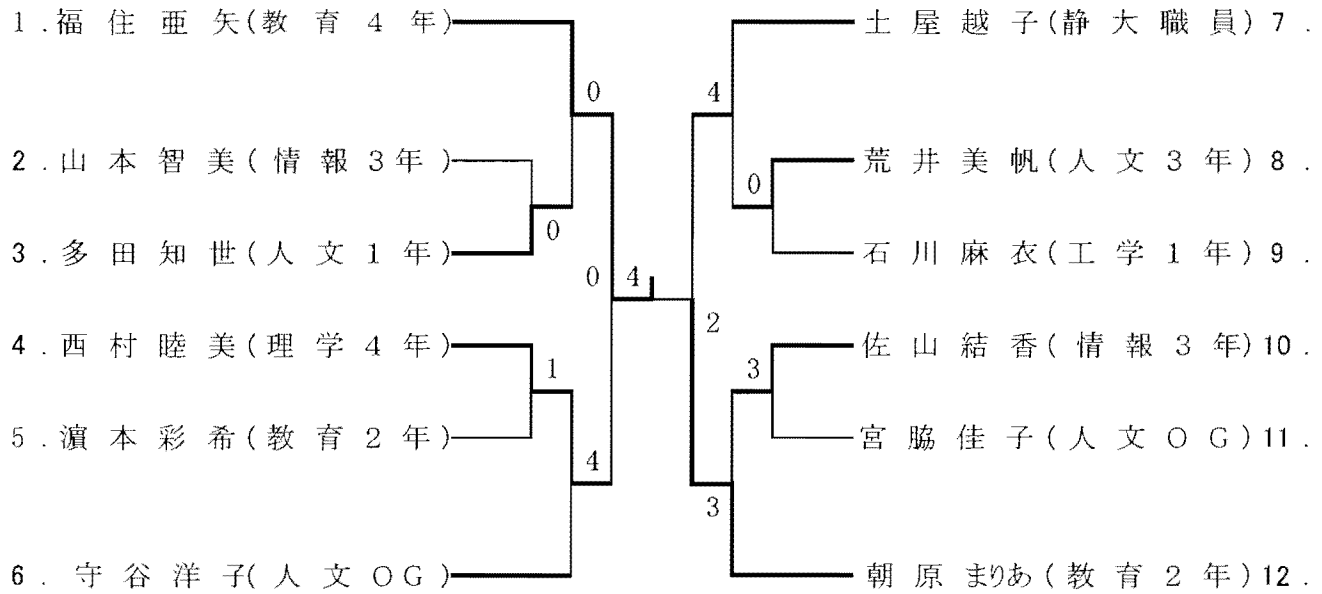 1.福住亜矢(教育4年)
土屋越子(静大職員)7.
0
4
2.山本智美(情報3年)
荒井美帆(人文3年)8.
0
0
3.多田知世(人文1年)
石川麻衣(工学1年)9.
0
4
2
4.西村睦美(理学4年)
佐山結香(情報3年)10.
1
3
5.濵本彩希(教育2年)
宮脇佳子(人文OG)11.
4
3
6.守谷洋子(人文OG)
朝原まりあ(教育2年)12.